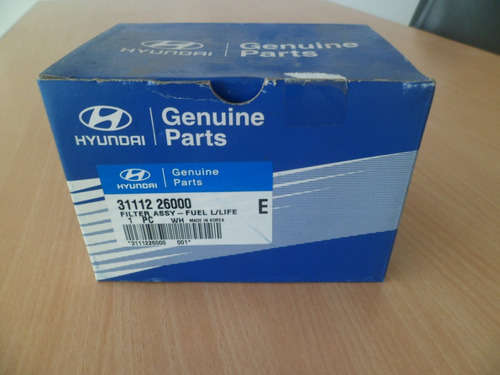 HYUNDAI
Genuine
Parts
HYUNDAI
Genuine
Parts
HYUNDAI
Genuine
Parts
31112 26000
E
FILTER ASSY-FUEL L/LIFE
1 PC WH MADE IN KOREA
*3111226000 001*